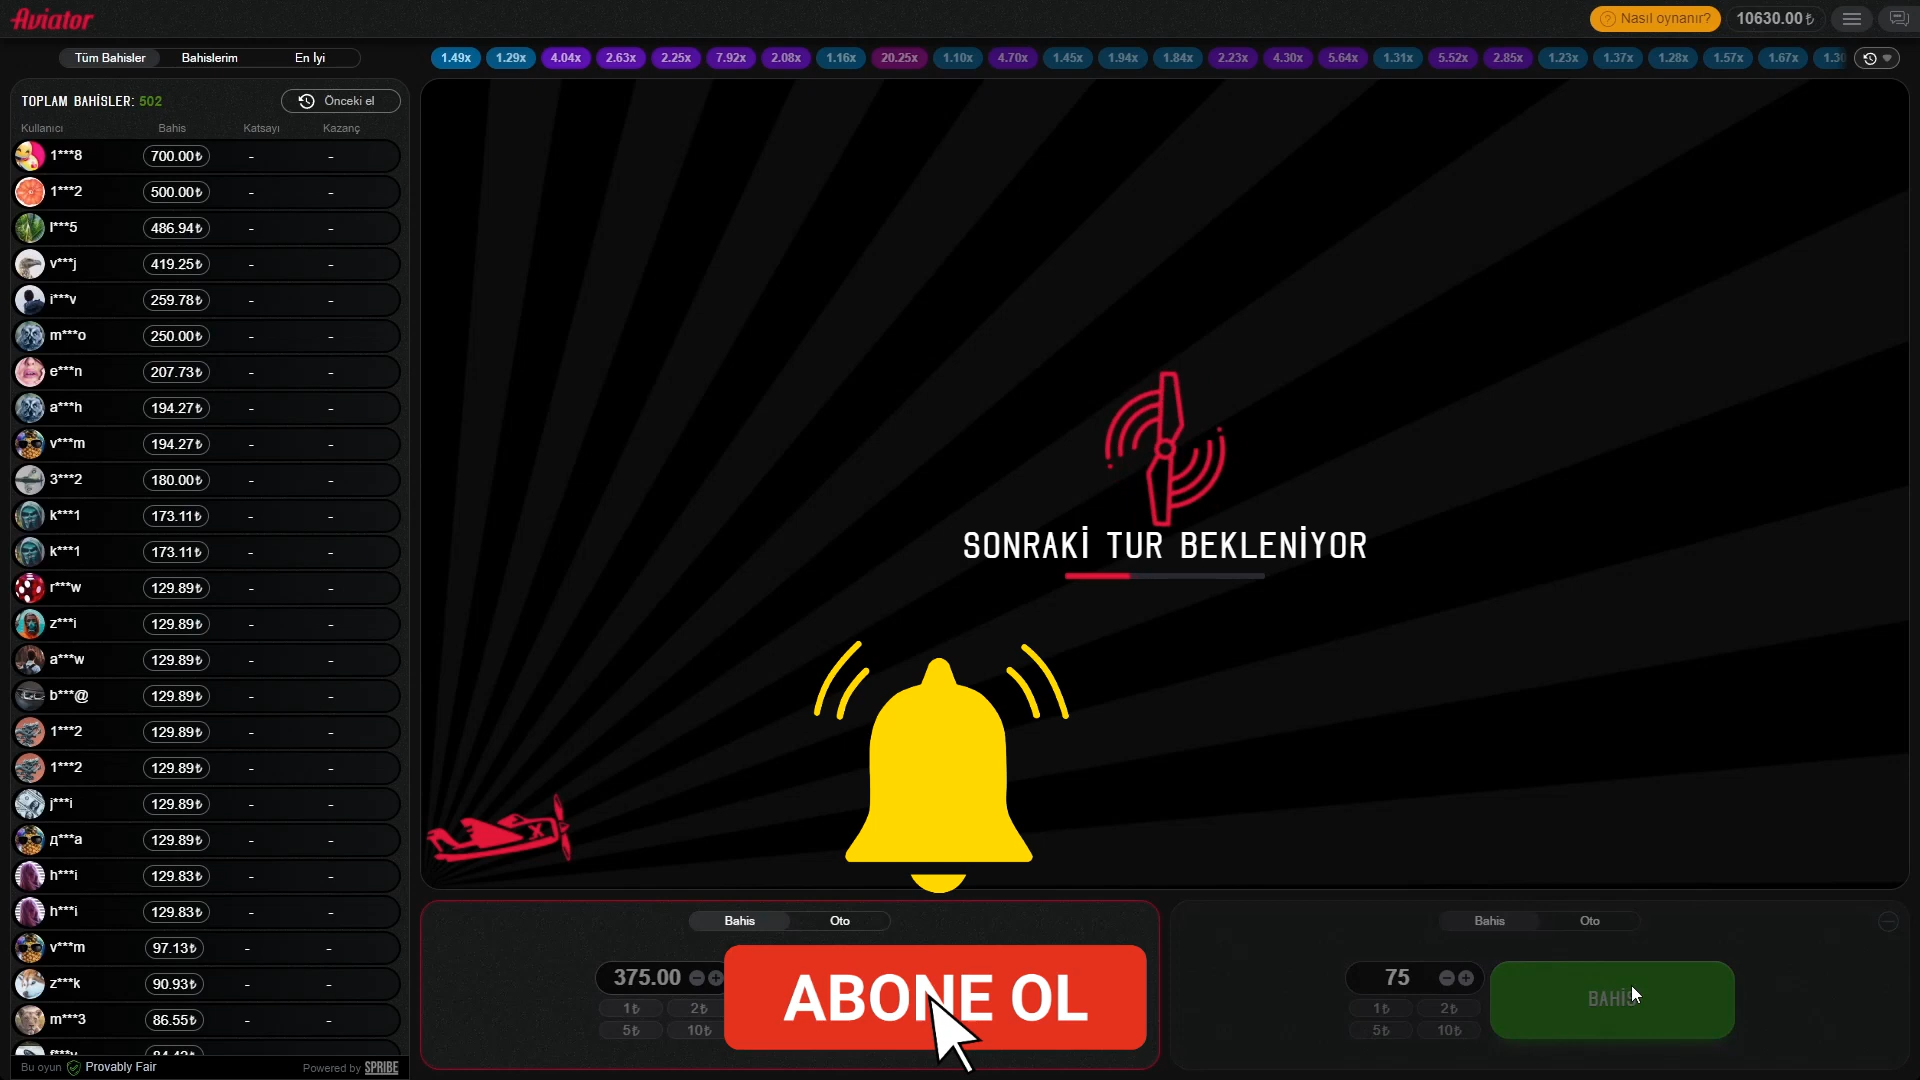 Aviator
Nasıl oynanır?
10630.00₺
Tüm Bahisler
Bahislerim
En İyi
1.49x 1.29x 4.04x 2.63x 2.25x 7.92x 2.08x 1.16x 20.25x 1.10x 4.70x 1.45x 1.94x 1.84x 2.23x 4.30x 5.64x 1.31x 5.52x 2.85x 1.23x 1.37x 1.28x 1.57x 1.67x
TOPLAM BAHİSLER: 502
Önceki el
Kullanıcı Bahis Katsayı Kazanç
1***8 700.00₺ - -
1***2 500.00₺ - -
l***5 486.94₺ - -
v***j 419.25₺ - -
i***v 259.78₺ - -
m***o 250.00₺ - -
e***n 207.73₺ - -
a***h 194.27₺ - -
v***m 194.27₺ - -
3***2 180.00₺ - -
k***1 173.11₺ - -
k***1 173.11₺ - -
r***w 129.89₺ - -
z***i 129.89₺ - -
a***w 129.89₺ - -
b***@ 129.89₺ - -
1***2 129.89₺ - -
1***2 129.89₺ - -
j***i 129.89₺ - -
д***а 129.89₺ - -
h***i 129.83₺ - -
h***i 129.83₺ - -
v***m 97.13₺ - -
z***k 90.93₺ - -
m***3 86.55₺ - -
Bu oyun Provably Fair
Powered by SPRIBE
SONRAKİ TUR BEKLENİYOR
X
Bahis Oto
375.00
1₺ 2₺
5₺ 10₺
ABONE OL
Bahis Oto
75
1₺ 2₺
5₺ 10₺
BAHİS